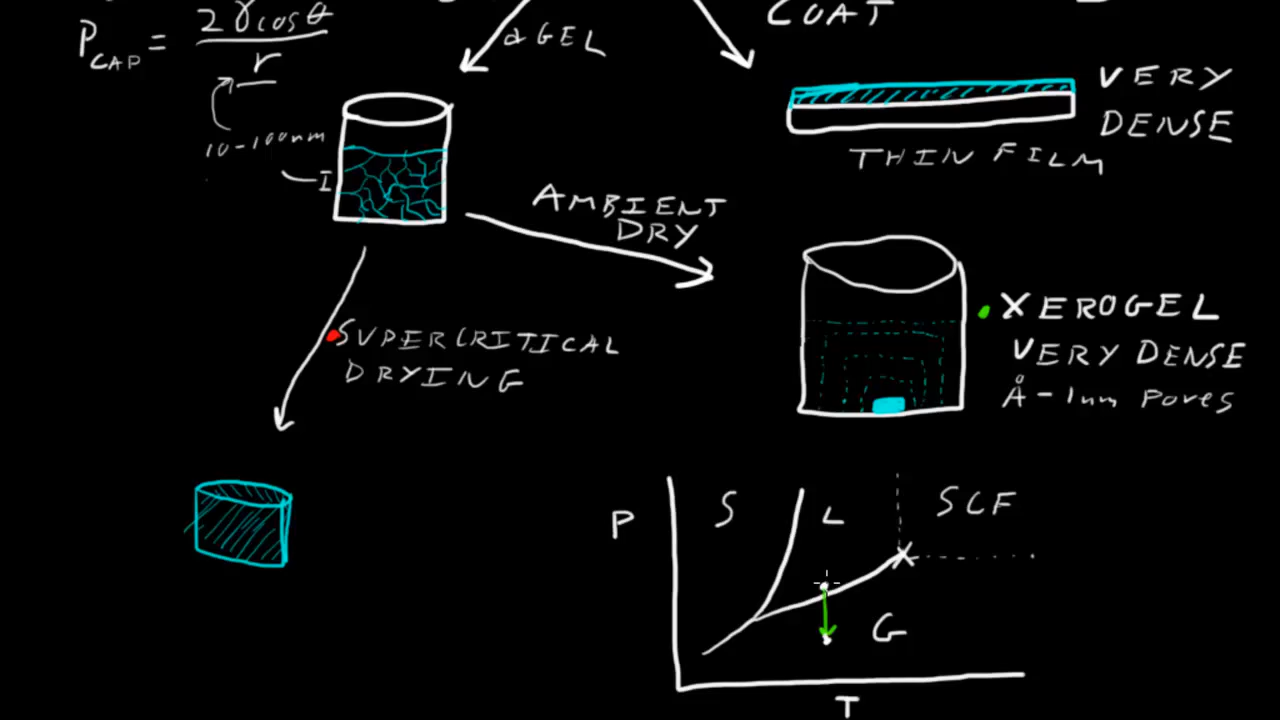 P_CAP = 2γcosθ / r
COAT
GEL
10-100nm
VERY
DENSE
THIN FILM
AMBIENT
DRY
SUPERCRITICAL
DRYING
XEROGEL
VERY DENSE
Å-1nm Pores
P
S
L
SCF
G
T